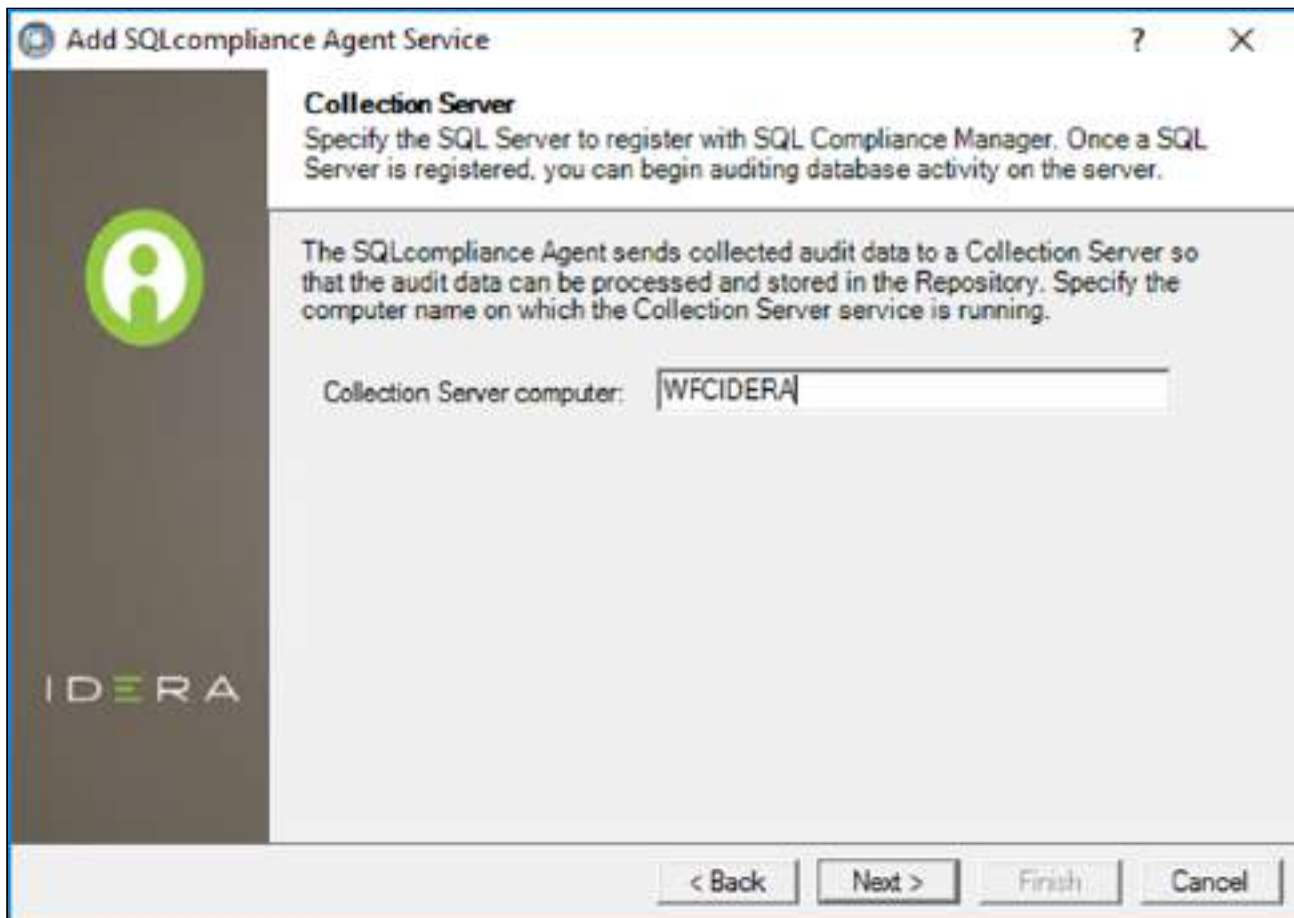 Add SQLcompliance Agent Service ? X
Collection Server
Specify the SQL Server to register with SQL Compliance Manager. Once a SQL
Server is registered, you can begin auditing database activity on the server.
The SQLcompliance Agent sends collected audit data to a Collection Server so
that the audit data can be processed and stored in the Repository. Specify the
computer name on which the Collection Server service is running.
Collection Server computer: WFCIDERA
IDERA
< Back Next > Finish Cancel